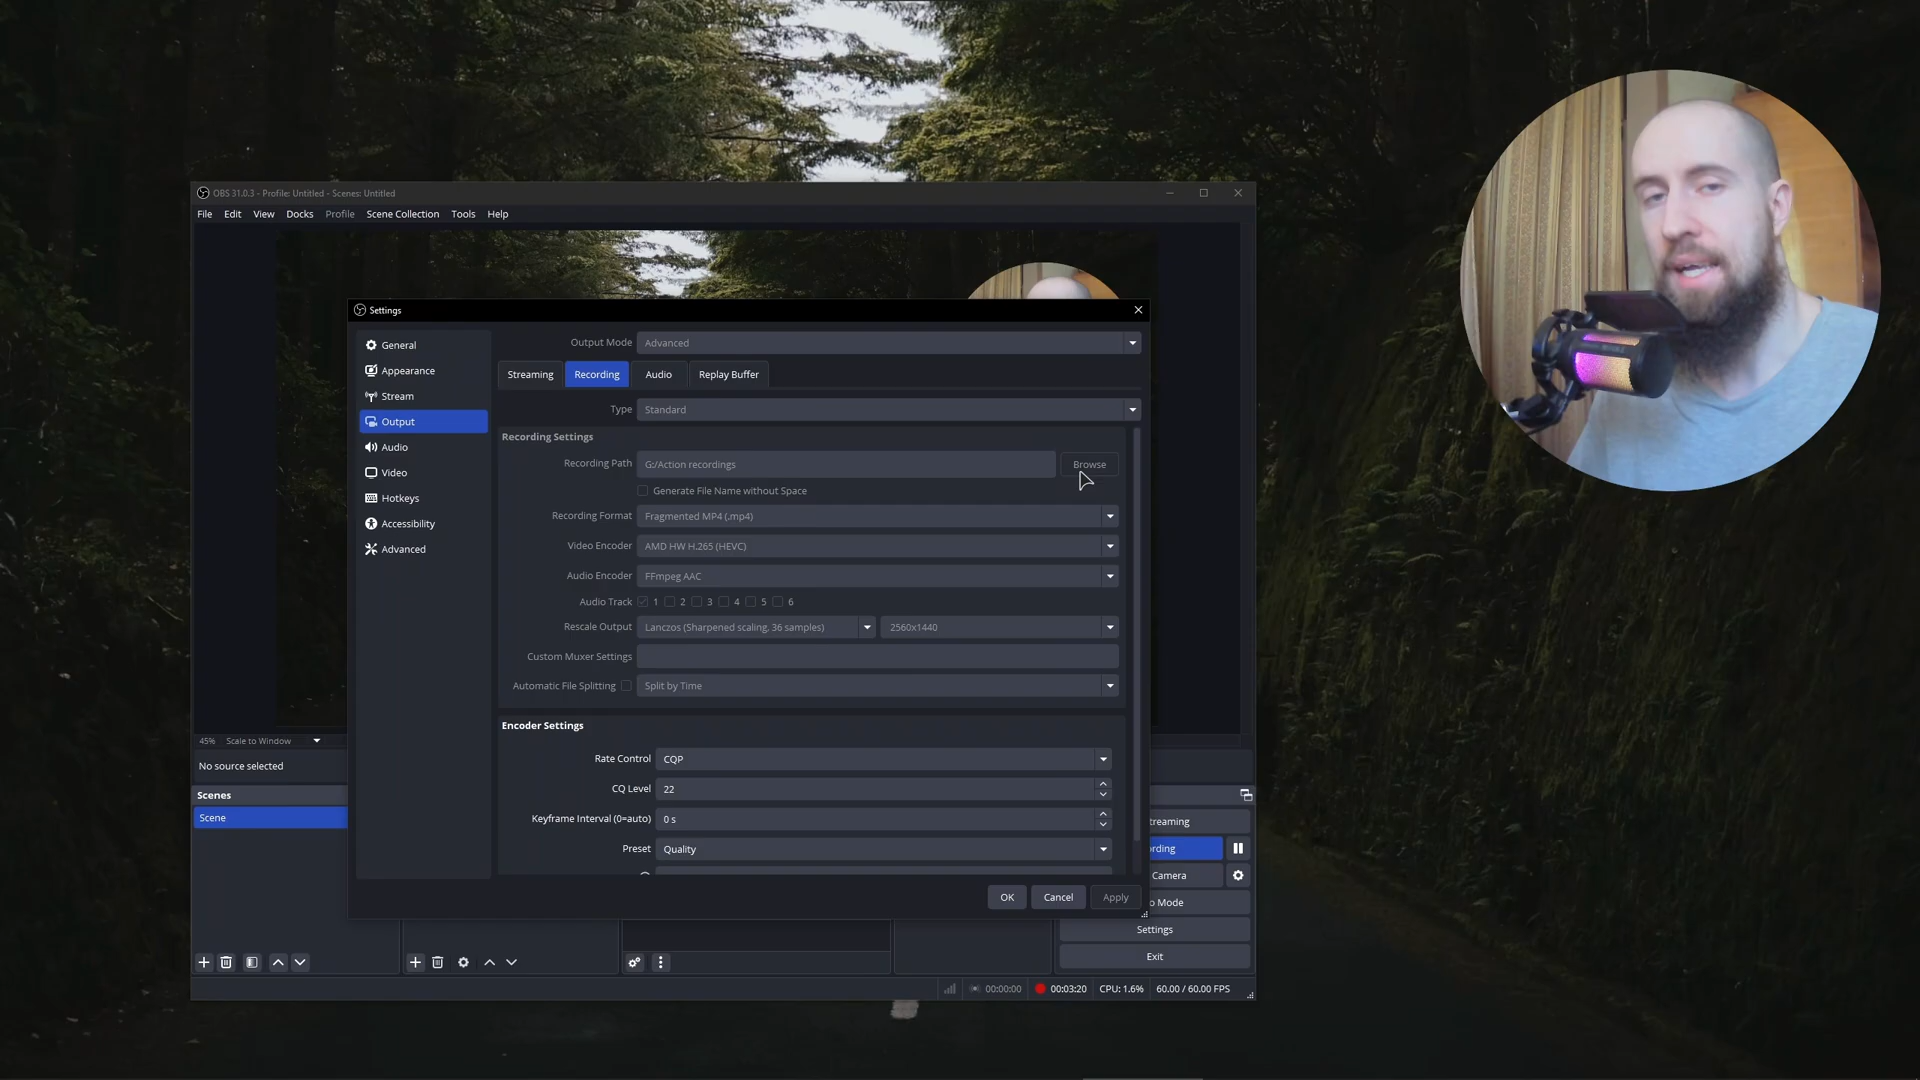 OBS 31.0.3 - Profile: Untitled - Scenes: Untitled
File Edit View Docks Profile Scene Collection Tools Help
Settings
General
Appearance
Stream
Output
Audio
Video
Hotkeys
Accessibility
Advanced
Output Mode Advanced
Streaming Recording Audio Replay Buffer
Type Standard
Recording Settings
Recording Path G:/Action recordings Browse
Generate File Name without Space
Recording Format Fragmented MP4 (.mp4)
Video Encoder AMD HW H.265 (HEVC)
Audio Encoder FFmpeg AAC
Audio Track 1 2 3 4 5 6
Rescale Output Lanczos (Sharpened scaling, 36 samples) 2560x1440
Custom Muxer Settings
Automatic File Splitting Split by Time
Encoder Settings
Rate Control CQP
CQ Level 22
Keyframe Interval (0=auto) 0 s
Preset Quality
OK Cancel Apply
45% Scale to Window
No source selected
Scenes
Scene
treaming
ording
Camera
o Mode
Settings
Exit
00:00:00 00:03:20 CPU: 1.6% 60.00 / 60.00 FPS